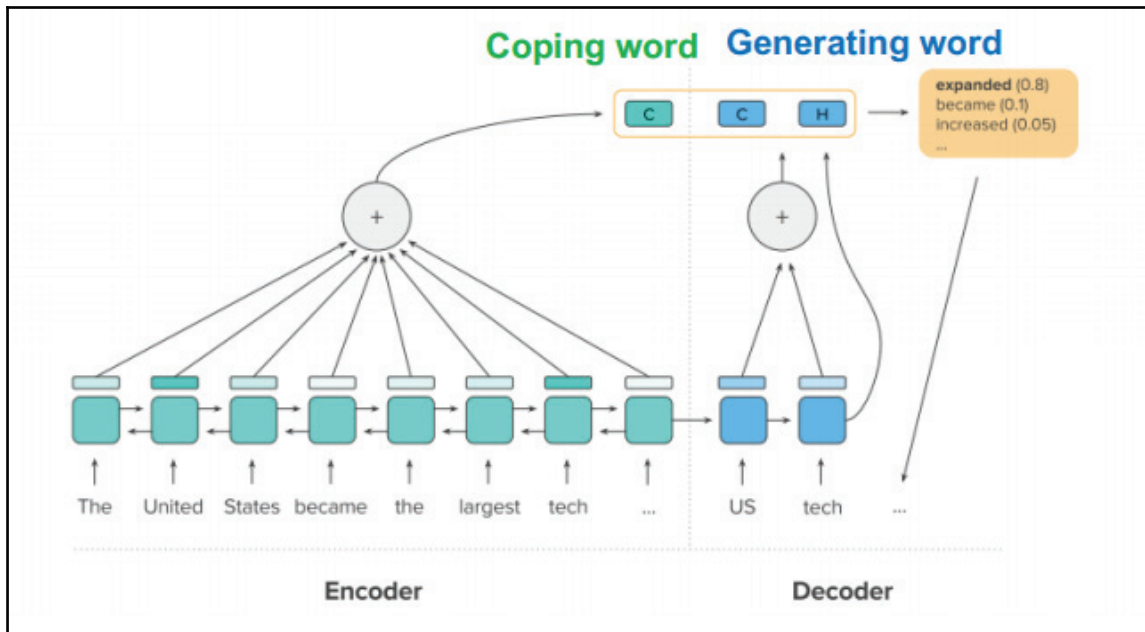 Coping word Generating word
C C H
expanded (0.8)
became (0.1)
increased (0.05)
...
+ +
The United States became the largest tech ... US tech ...
Encoder Decoder